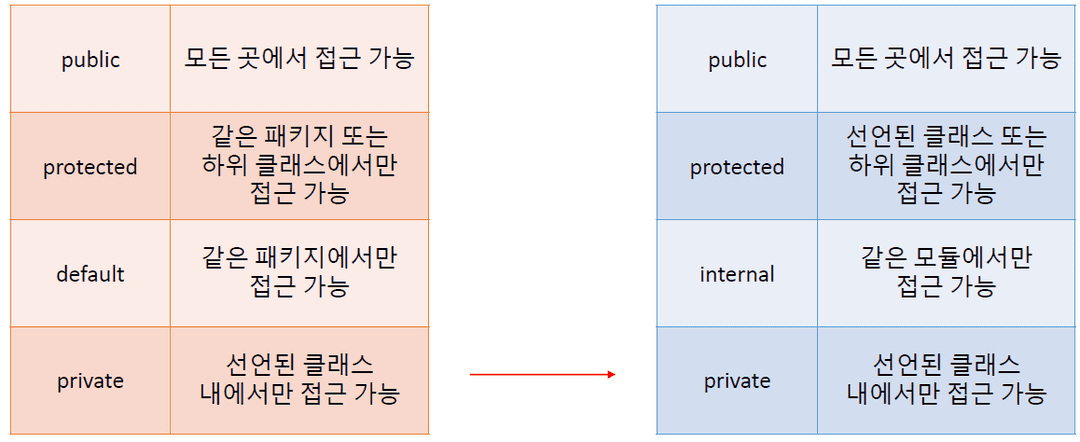 public
모든 곳에서 접근 가능
protected
같은 패키지 또는
하위 클래스에서만
접근 가능
default
같은 패키지에서만
접근 가능
private
선언된 클래스
내에서만 접근 가능
public
모든 곳에서 접근 가능
protected
선언된 클래스 또는
하위 클래스에서만
접근 가능
internal
같은 모듈에서만
접근 가능
private
선언된 클래스
내에서만 접근 가능